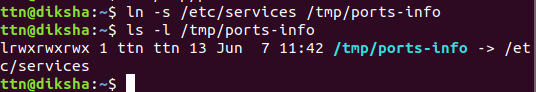 ttn@diksha:~$ ln -s /etc/services /tmp/ports-info
ttn@diksha:~$ ls -l /tmp/ports-info
lrwxrwxrwx 1 ttn ttn 13 Jun  7 11:42 /tmp/ports-info -> /et
c/services
ttn@diksha:~$